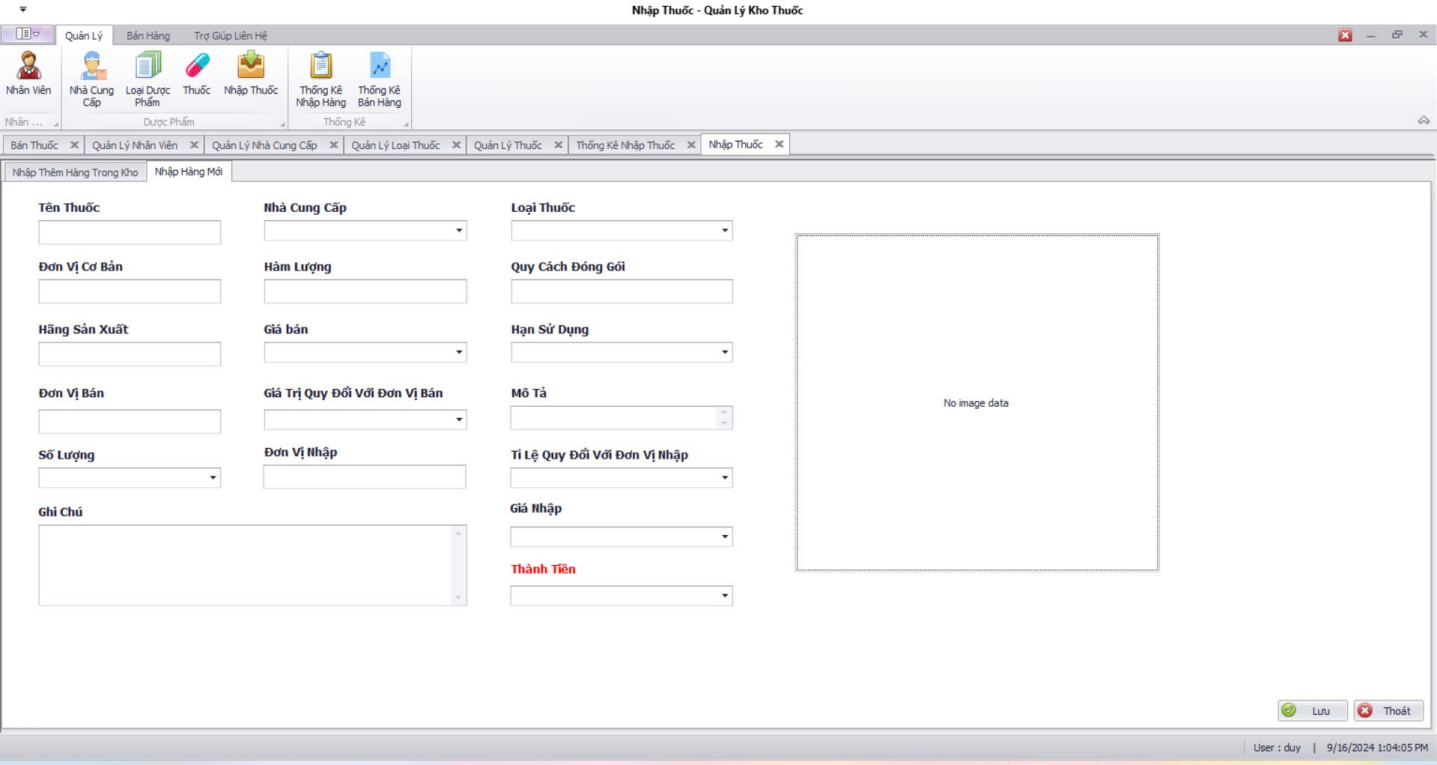 Nhập Thuốc - Quản Lý Kho Thuốc
Quản Lý Bán Hàng Trợ Giúp Liên Hệ
Nhân Viên
Nhà Cung Cấp
Loại Dược Phẩm
Thuốc
Nhập Thuốc
Thống Kê Nhập Hàng
Thống Kê Bán Hàng
Nhân ... Dược Phẩm Thống Kê
Bán Thuốc Quản Lý Nhân Viên Quản Lý Nhà Cung Cấp Quản Lý Loại Thuốc Quản Lý Thuốc Thống Kê Nhập Thuốc Nhập Thuốc
Nhập Thêm Hàng Trong Kho Nhập Hàng Mới
Tên Thuốc Nhà Cung Cấp Loại Thuốc
Đơn Vị Cơ Bản Hàm Lượng Quy Cách Đóng Gói
Hãng Sản Xuất Giá bán Hạn Sử Dụng
Đơn Vị Bán Giá Trị Quy Đổi Với Đơn Vị Bán Mô Tả
No image data
Số Lượng Đơn Vị Nhập Tỉ Lệ Quy Đổi Với Đơn Vị Nhập
Ghi Chú Giá Nhập
Thành Tiền
Lưu Thoát
User : duy | 9/16/2024 1:04:05 PM